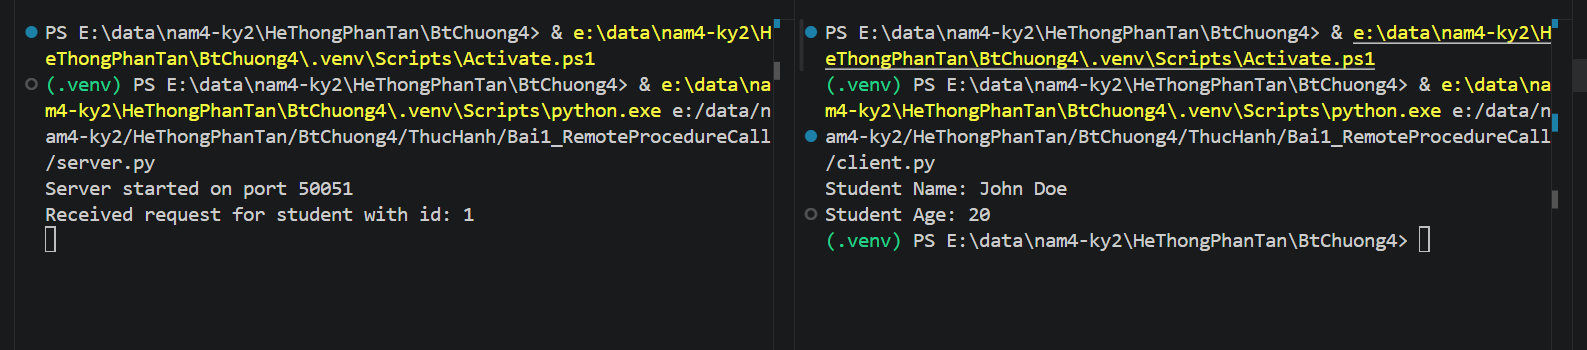 PS E:\data\nam4-ky2\HeThongPhanTan\BtChuong4> & e:\data\nam4-ky2\H
eThongPhanTan\BtChuong4\.venv\Scripts\Activate.ps1
(.venv) PS E:\data\nam4-ky2\HeThongPhanTan\BtChuong4> & e:\data\na
m4-ky2\HeThongPhanTan\BtChuong4\.venv\Scripts\python.exe e:/data/n
am4-ky2/HeThongPhanTan/BtChuong4/ThucHanh/Bai1_RemoteProcedureCall
/server.py
Server started on port 50051
Received request for student with id: 1
PS E:\data\nam4-ky2\HeThongPhanTan\BtChuong4> & e:\data\nam4-ky2\H
eThongPhanTan\BtChuong4\.venv\Scripts\Activate.ps1
(.venv) PS E:\data\nam4-ky2\HeThongPhanTan\BtChuong4> & e:\data\na
m4-ky2\HeThongPhanTan\BtChuong4\.venv\Scripts\python.exe e:/data/n
am4-ky2/HeThongPhanTan/BtChuong4/ThucHanh/Bai1_RemoteProcedureCall
/client.py
Student Name: John Doe
Student Age: 20
(.venv) PS E:\data\nam4-ky2\HeThongPhanTan\BtChuong4>